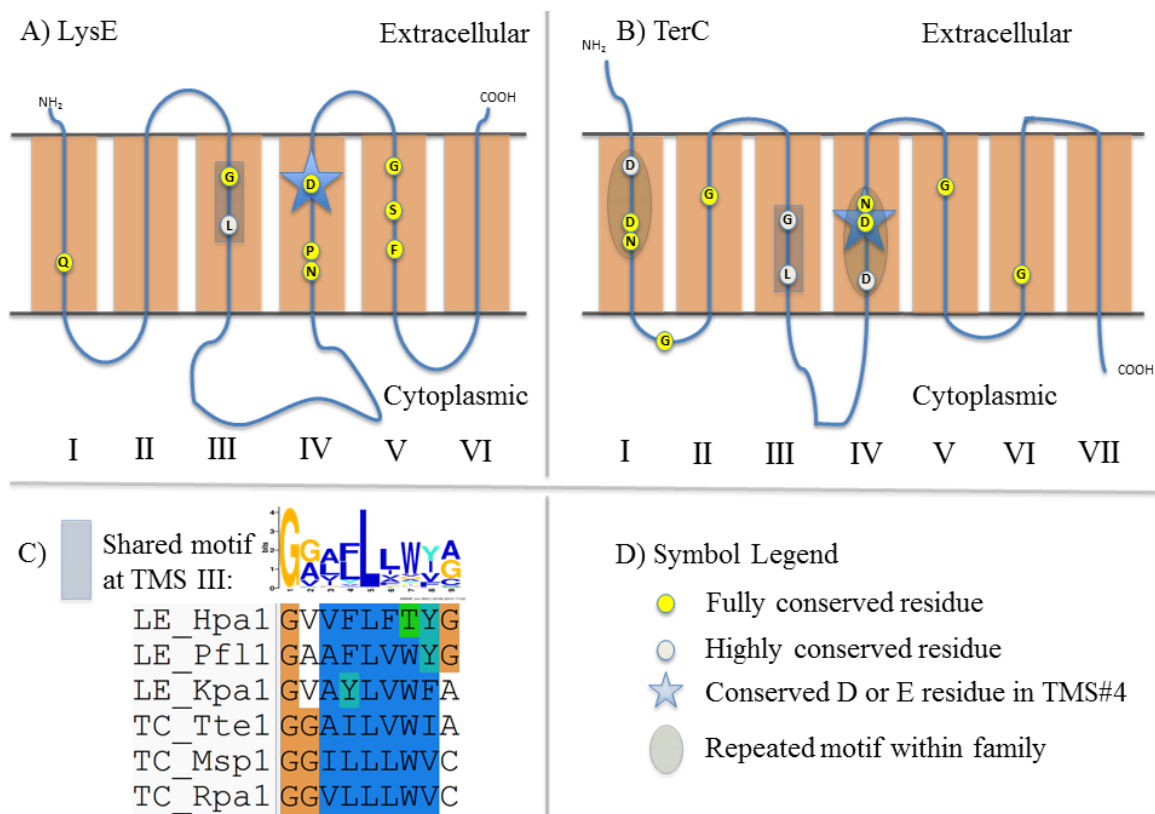 A) LysE
Extracellular
NH2
COOH
G
L
Q
D
P
N
G
S
F
Cytoplasmic
I II III IV V VI
B) TerC
Extracellular
NH2
D
D
N
G
G
G
L
N
D
D
G
G
COOH
Cytoplasmic
I II III IV V VI VII
C)
Shared motif
at TMS III:
LE_Hpa1 GVVFLFTYG
LE_Pfl1 GAAFLVWYG
LE_Kpa1 GVAYLVWFA
TC_Tte1 GGAILVWIA
TC_Msp1 GGILLLWVC
TC_Rpa1 GGVLLLWVC
D) Symbol Legend
Fully conserved residue
Highly conserved residue
Conserved D or E residue in TMS#4
Repeated motif within family